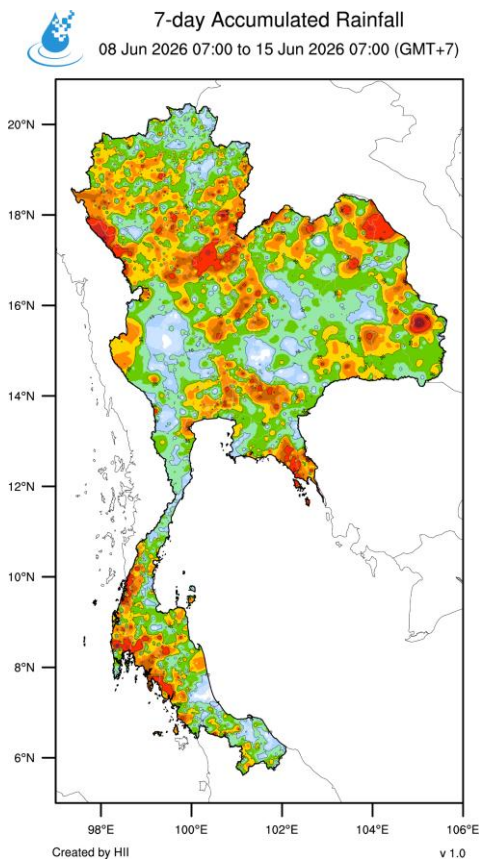 7-day Accumulated Rainfall
08 Jun 2026 07:00 to 15 Jun 2026 07:00 (GMT+7)
20°N
18°N
16°N
14°N
12°N
10°N
8°N
6°N
98°E 100°E 102°E 104°E 106°E
Created by HII v 1.0